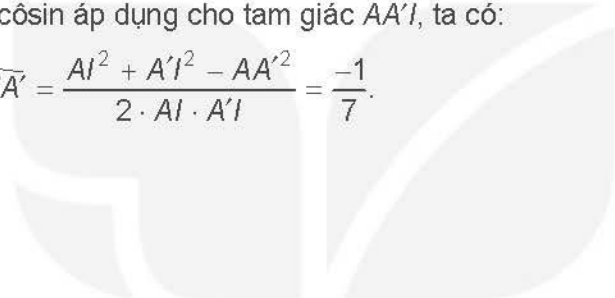 côsin áp dụng cho tam giác AA′I, ta có:
A′ = (AI² + A′I² − AA′²) / (2 · AI · A′I) = −1/7.